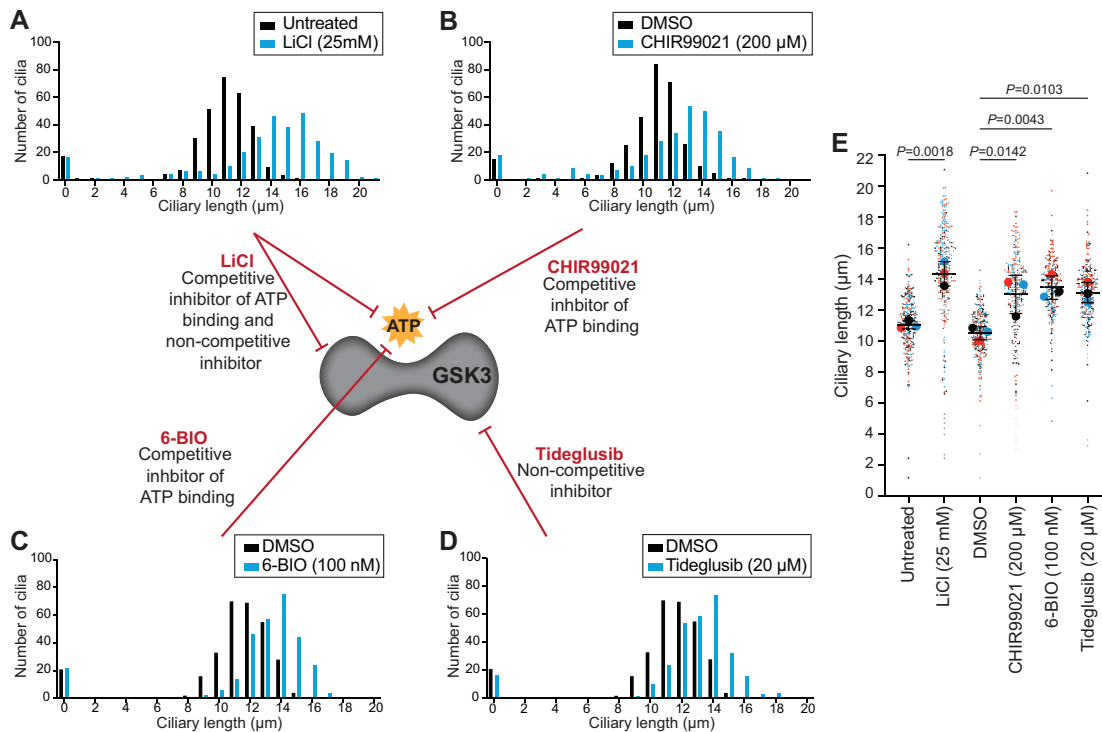 A
Untreated
LiCl (25mM)
Number of cilia
100
80
60
40
20
0
0 2 4 6 8 10 12 14 16 18 20
Ciliary length (µm)
B
DMSO
CHIR99021 (200 µM)
Number of cilia
100
80
60
40
20
0
0 2 4 6 8 10 12 14 16 18 20
Ciliary length (µm)
LiCl
Competitive
inhibitor of ATP
binding and
non-competitive
inhibitor
CHIR99021
Competitive
inhbitor of
ATP binding
ATP
GSK3
6-BIO
Competitive
inhbitor of
ATP binding
Tideglusib
Non-competitive
inhibitor
C
DMSO
6-BIO (100 nM)
Number of cilia
100
80
60
40
20
0
0 2 4 6 8 10 12 14 16 18 20
Ciliary length (µm)
D
DMSO
Tideglusib (20 µM)
Number of cilia
100
80
60
40
20
0
0 2 4 6 8 10 12 14 16 18 20
Ciliary length (µm)
E
P=0.0103
P=0.0043
P=0.0018 P=0.0142
Ciliary length (µm)
22
20
18
16
14
12
10
8
6
4
2
0
Untreated
LiCl (25 mM)
DMSO
CHIR99021 (200 µM)
6-BIO (100 nM)
Tideglusib (20 µM)